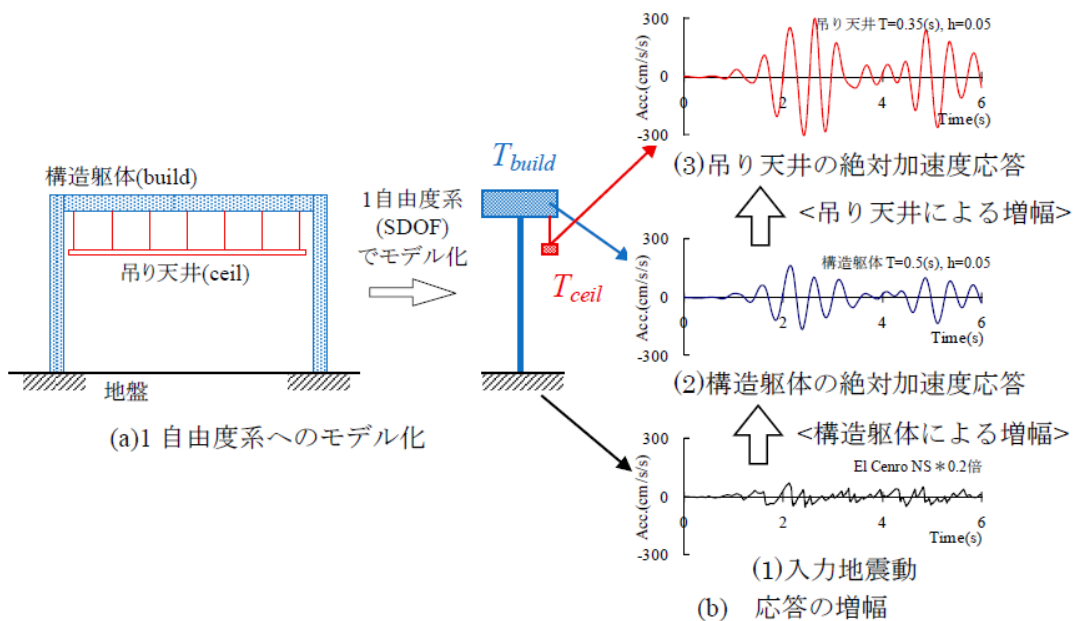 構造躯体(build)
吊り天井(ceil)
地盤
(a)1 自由度系へのモデル化
1自由度系
(SDOF)
でモデル化
Tbuild
Tceil
Acc.(cm/s/s)
300
0
-300
吊り天井 T=0.35(s), h=0.05
0
2
4
6
Time(s)
(3)吊り天井の絶対加速度応答
<吊り天井による増幅>
Acc.(cm/s/s)
300
0
-300
構造躯体 T=0.5(s), h=0.05
0
2
4
6
Time(s)
(2)構造躯体の絶対加速度応答
<構造躯体による増幅>
Acc.(cm/s/s)
300
0
-300
El Cenro NS＊0.2倍
0
2
4
6
Time(s)
(1)入力地震動
(b) 応答の増幅